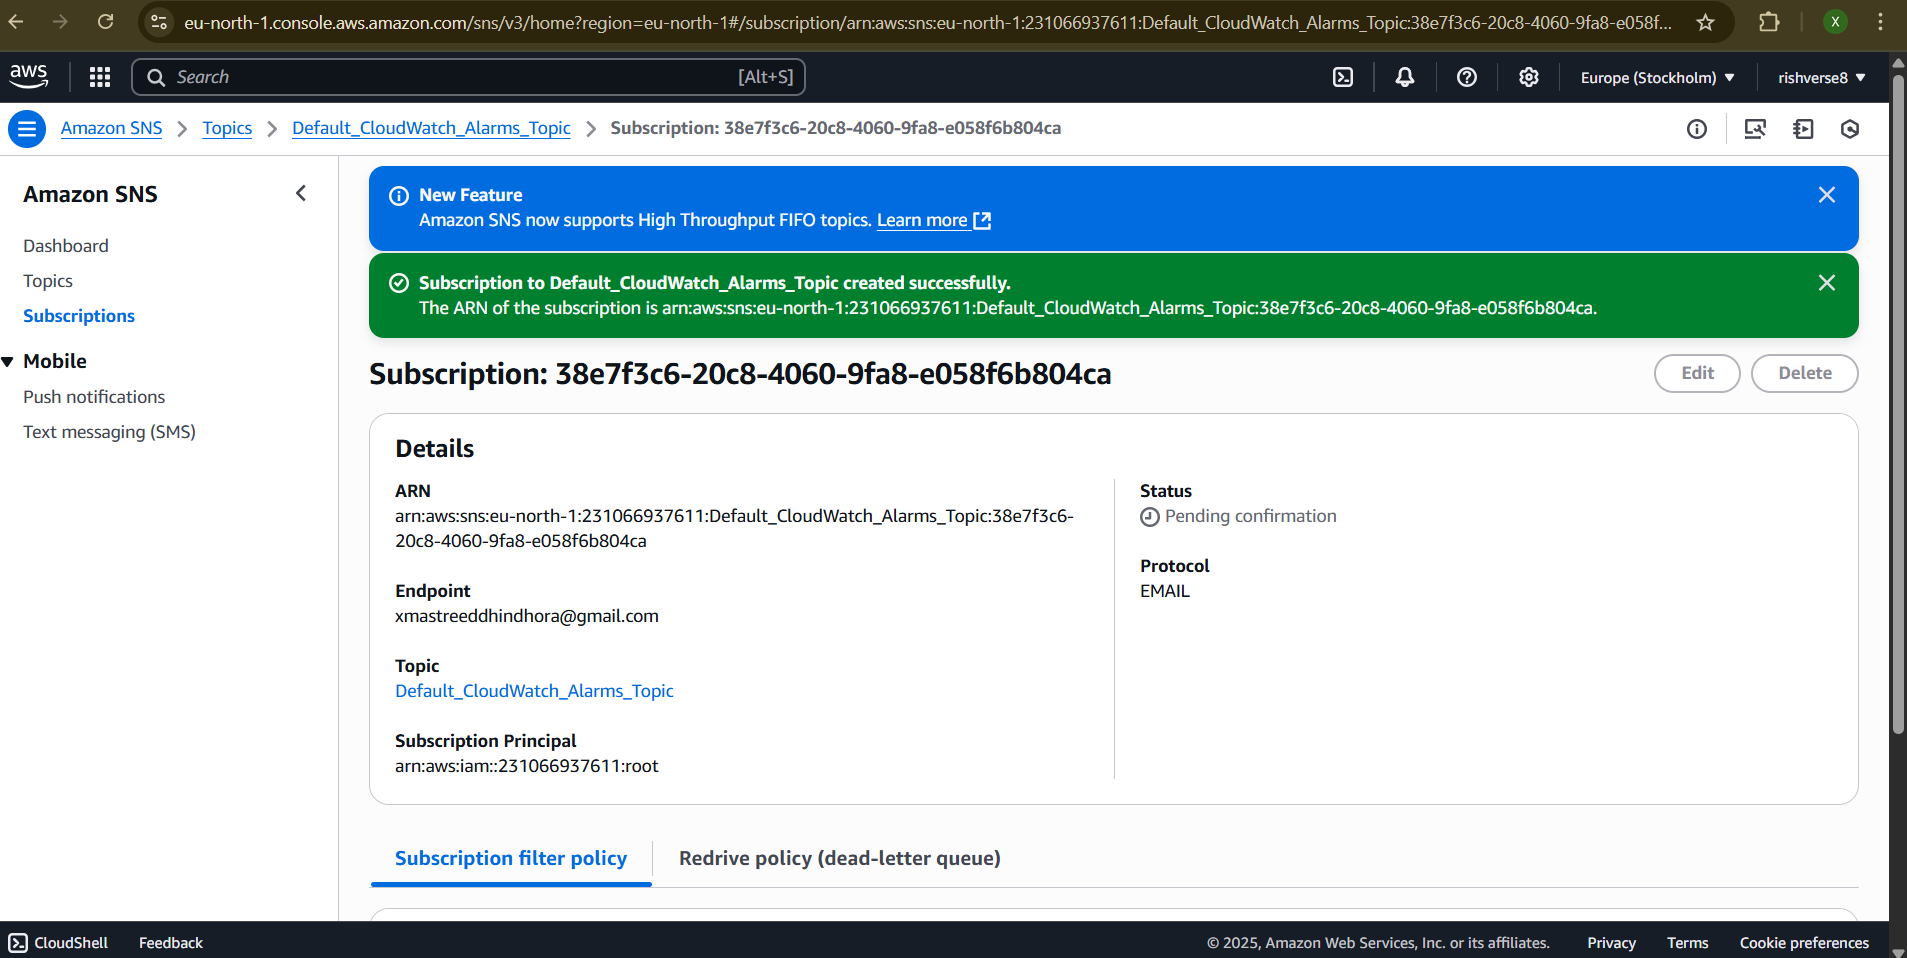 eu-north-1.console.aws.amazon.com/sns/v3/home?region=eu-north-1#/subscription/arn:aws:sns:eu-north-1:231066937611:Default_CloudWatch_Alarms_Topic:38e7f3c6-20c8-4060-9fa8-e058f...
X
aws
Search
[Alt+S]
Europe (Stockholm)
rishverse8
Amazon SNS
Topics
Default_CloudWatch_Alarms_Topic
Subscription: 38e7f3c6-20c8-4060-9fa8-e058f6b804ca
Amazon SNS
Dashboard
Topics
Subscriptions
Mobile
Push notifications
Text messaging (SMS)
New Feature
Amazon SNS now supports High Throughput FIFO topics. Learn more
Subscription to Default_CloudWatch_Alarms_Topic created successfully.
The ARN of the subscription is arn:aws:sns:eu-north-1:231066937611:Default_CloudWatch_Alarms_Topic:38e7f3c6-20c8-4060-9fa8-e058f6b804ca.
Subscription: 38e7f3c6-20c8-4060-9fa8-e058f6b804ca
Edit
Delete
Details
ARN
arn:aws:sns:eu-north-1:231066937611:Default_CloudWatch_Alarms_Topic:38e7f3c6-
20c8-4060-9fa8-e058f6b804ca
Endpoint
xmastreeddhindhora@gmail.com
Topic
Default_CloudWatch_Alarms_Topic
Subscription Principal
arn:aws:iam::231066937611:root
Status
Pending confirmation
Protocol
EMAIL
Subscription filter policy
Redrive policy (dead-letter queue)
CloudShell
Feedback
© 2025, Amazon Web Services, Inc. or its affiliates.
Privacy
Terms
Cookie preferences